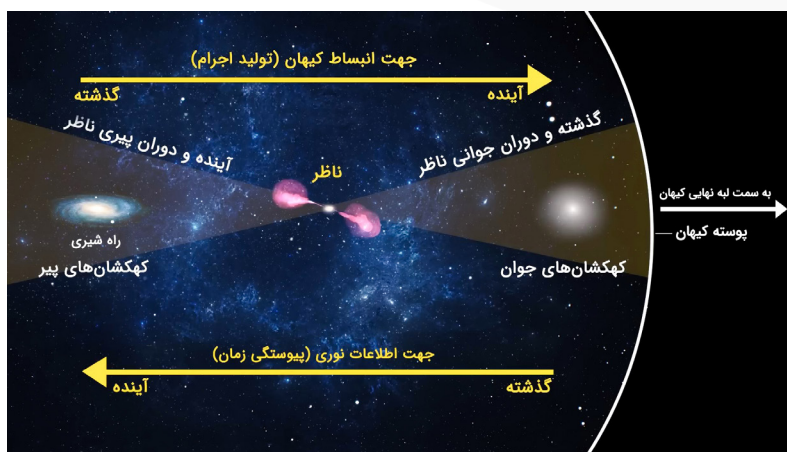 جهت انبساط کیهان (تولید اجرام)
گذشته
آینده
گذشته و دوران جوانی ناظر
آینده و دوران پیری ناظر
ناظر
به سمت لبه نهایی کیهان
پوسته کیهان
راه شیری
کهکشان‌های جوان
کهکشان‌های پیر
جهت اطلاعات نوری (پیوستگی زمان)
گذشته
آینده